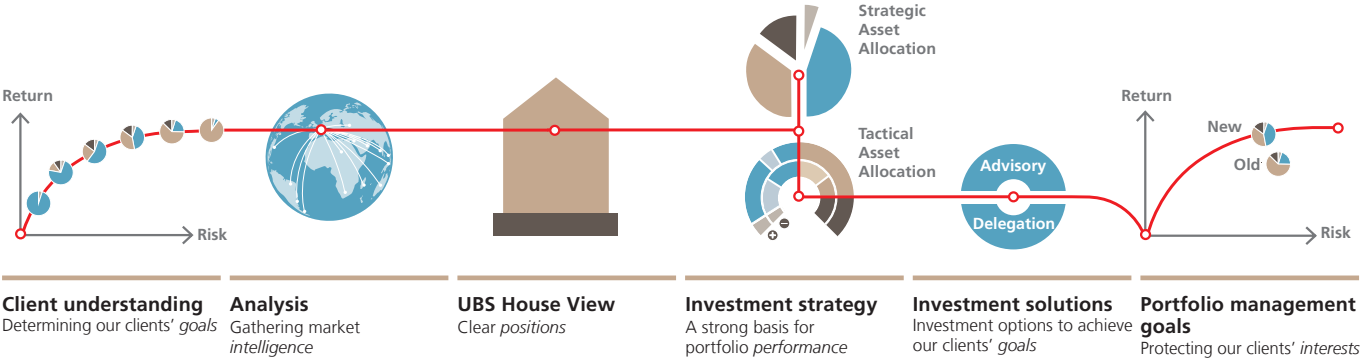 Strategic
Asset
Allocation
Return
Risk
Tactical
Asset
Allocation
Advisory
Delegation
Return
New
Old
Risk
Client understanding
Determining our clients' goals
Analysis
Gathering market
intelligence
UBS House View
Clear positions
Investment strategy
A strong basis for
portfolio performance
Investment solutions
Investment options to achieve
our clients' goals
Portfolio management
goals
Protecting our clients' interests